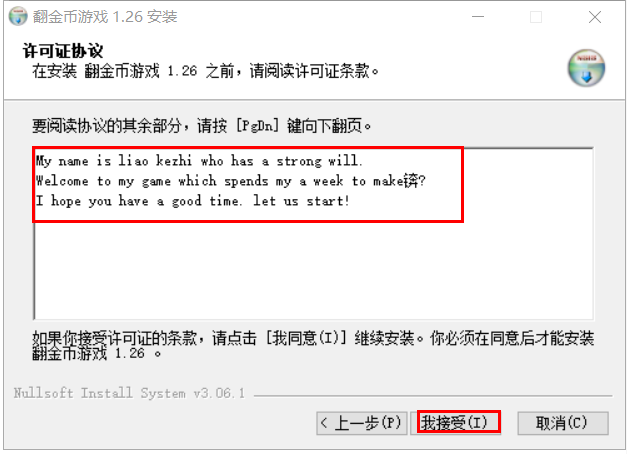 翻金币游戏 1.26 安装
许可证协议
在安装 翻金币游戏 1.26 之前，请阅读许可证条款。
要阅读协议的其余部分，请按 [PgDn] 键向下翻页。
My name is liao kezhi who has a strong will.
Welcome to my game which spends my a week to make锛?
I hope you have a good time. let us start!
如果你接受许可证的条款，请点击 [我同意(I)] 继续安装。你必须在同意后才能安装
翻金币游戏 1.26 。
Nullsoft Install System v3.06.1
< 上一步(P) 我接受(I) 取消(C)